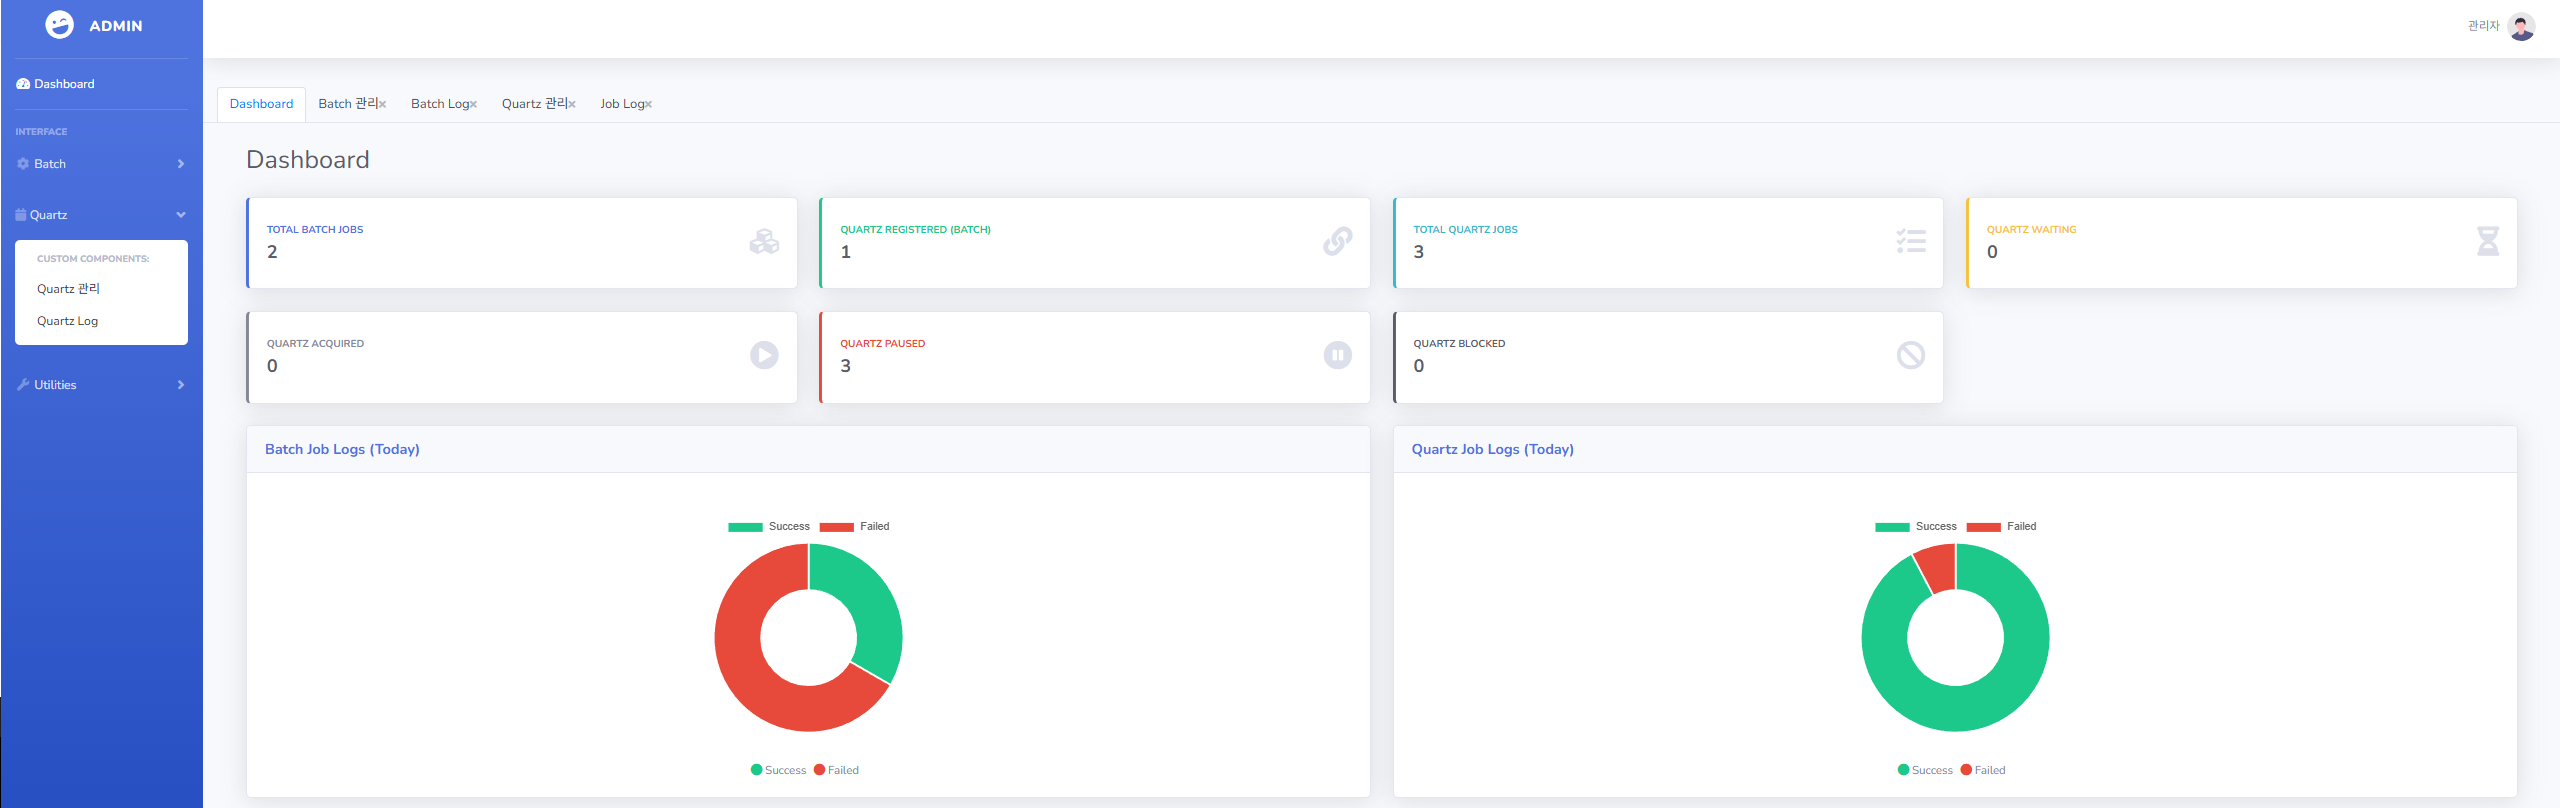 ADMIN
관리자
Dashboard
INTERFACE
Batch
Quartz
CUSTOM COMPONENTS:
Quartz 관리
Quartz Log
Utilities
Dashboard
Batch 관리×
Batch Log×
Quartz 관리×
Job Log×
Dashboard
TOTAL BATCH JOBS
2
QUARTZ REGISTERED (BATCH)
1
TOTAL QUARTZ JOBS
3
QUARTZ WAITING
0
QUARTZ ACQUIRED
0
QUARTZ PAUSED
3
QUARTZ BLOCKED
0
Batch Job Logs (Today)
Success Failed
Success Failed
Quartz Job Logs (Today)
Success Failed
Success Failed